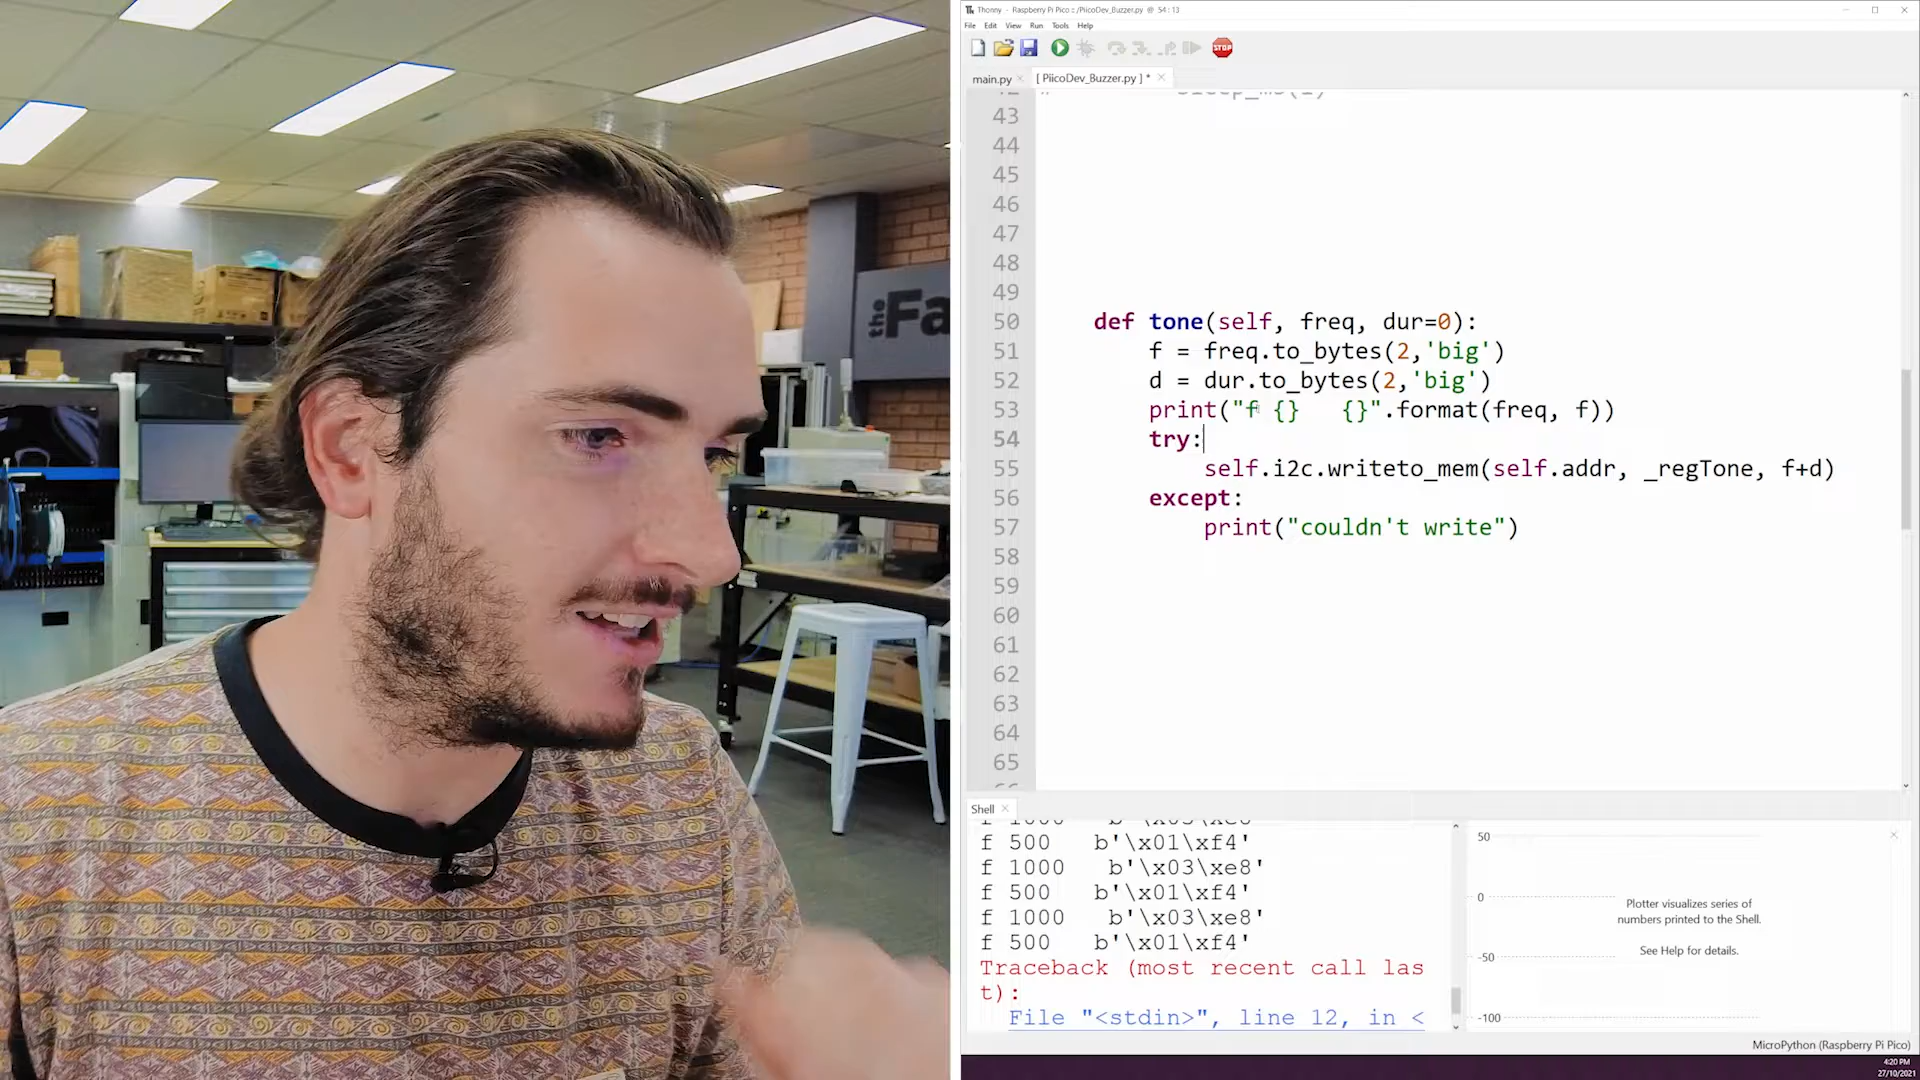 the Fa
Thonny - Raspberry Pi Pico :: /PiicoDev_Buzzer.py @ 54 : 13
File Edit View Run Tools Help
STOP
main.py
[ PiicoDev_Buzzer.py ] *
43
44
45
46
47
48
49
50 def tone(self, freq, dur=0):
51 f = freq.to_bytes(2,'big')
52 d = dur.to_bytes(2,'big')
53 print("f {}   {}".format(freq, f))
54 try:
55 self.i2c.writeto_mem(self.addr, _regTone, f+d)
56 except:
57 print("couldn't write")
58
59
60
61
62
63
64
65
Shell
f 500   b'\x01\xf4'
f 1000   b'\x03\xe8'
f 500   b'\x01\xf4'
f 1000   b'\x03\xe8'
f 500   b'\x01\xf4'
Traceback (most recent call las
t):
File "<stdin>", line 12, in <
50
0
-50
-100
Plotter visualizes series of
numbers printed to the Shell.
See Help for details.
MicroPython (Raspberry Pi Pico)
4:20 PM
27/10/2021